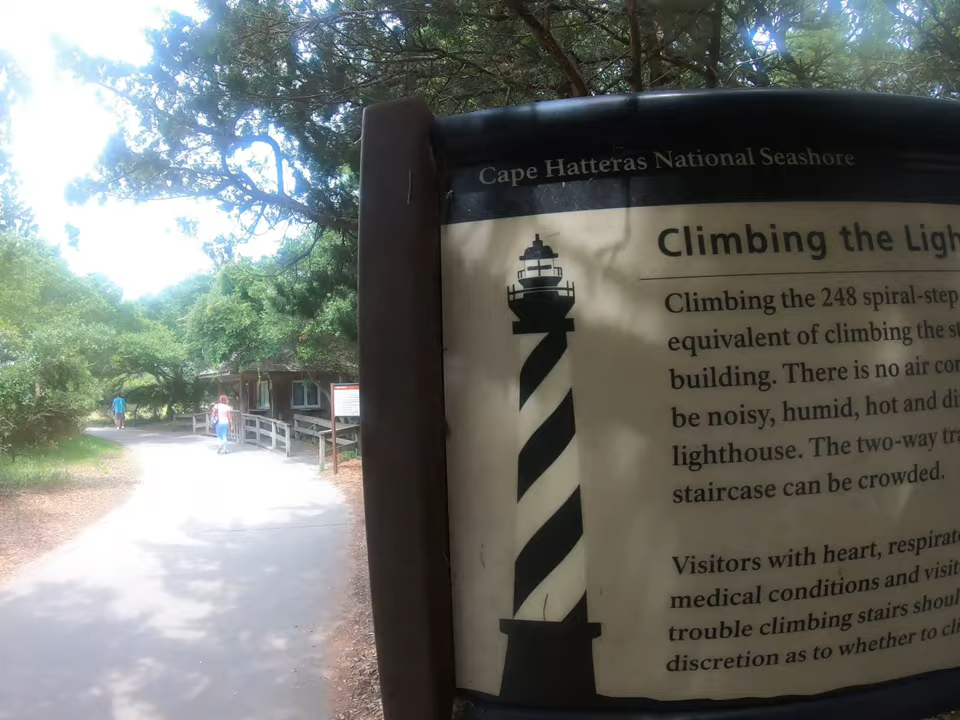 Cape Hatteras National Seashore
Climbing the Ligh
Climbing the 248 spiral-step
equivalent of climbing the st
building. There is no air con
be noisy, humid, hot and di
lighthouse. The two-way tra
staircase can be crowded.
Visitors with heart, respirat
medical conditions and visit
trouble climbing stairs shoul
discretion as to whether to cli